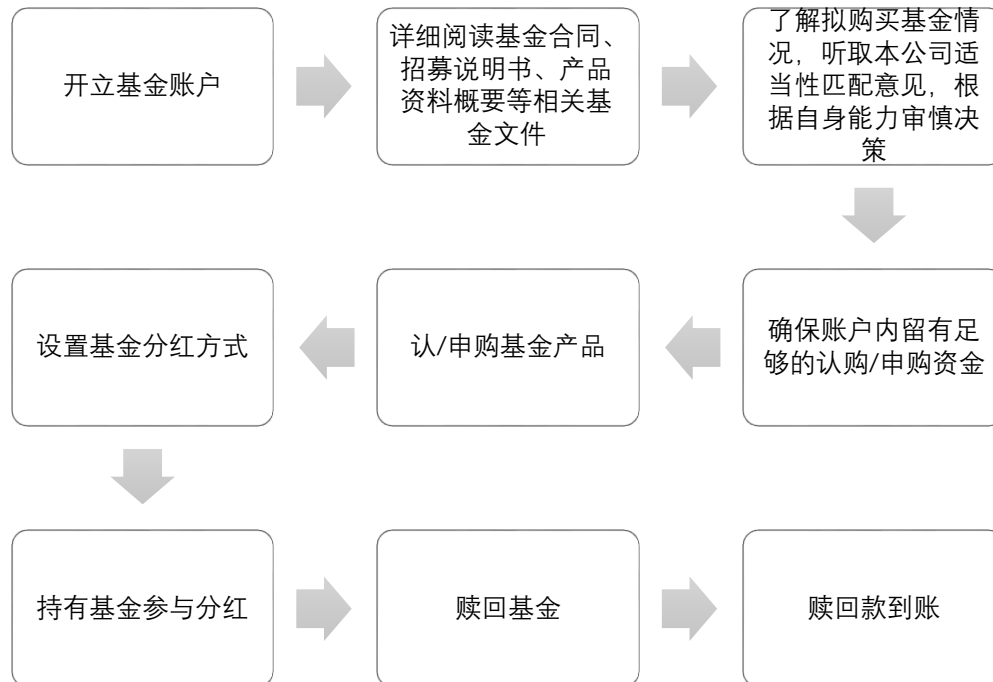 开立基金账户
详细阅读基金合同、
招募说明书、产品
资料概要等相关基
金文件
了解拟购买基金情
况，听取本公司适
当性匹配意见，根
据自身能力审慎决
策
确保账户内留有足
够的认购/申购资金
认/申购基金产品
设置基金分红方式
持有基金参与分红
赎回基金
赎回款到账